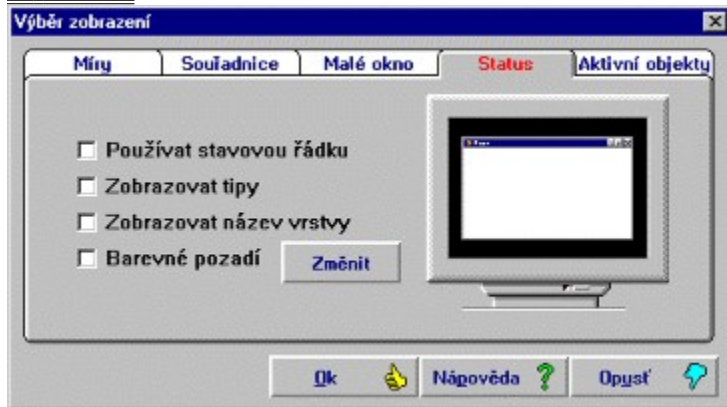 Výběr zobrazení
Míry Souřadnice Malé okno Status Aktivní objekty
Používat stavovou řádku
Zobrazovat tipy
Zobrazovat název vrstvy
Barevné pozadí Změnit
Ok Nápověda Opusť